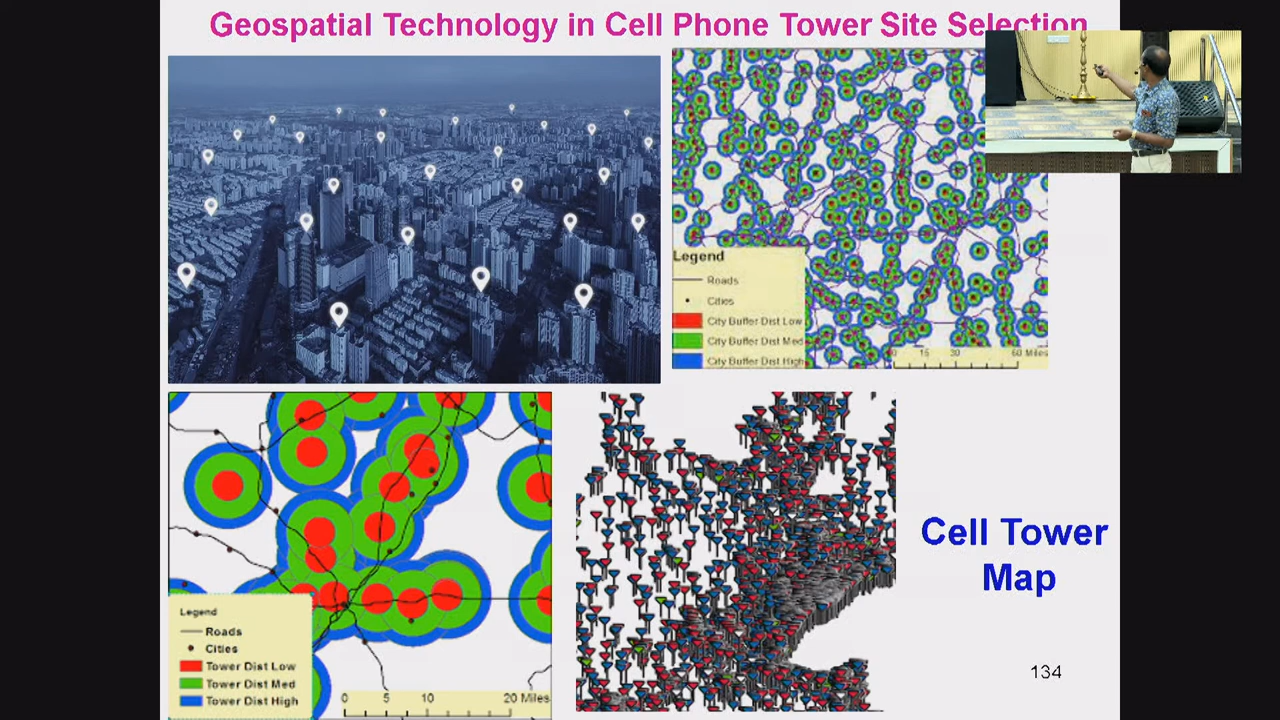 Geospatial Technology in Cell Phone Tower Site Selection
Legend
Roads
Cities
City Buffer Dist Low
City Buffer Dist Med
City Buffer Dist High
0 15 30 60 Miles
Legend
Roads
Cities
Tower Dist Low
Tower Dist Med
Tower Dist High
0 5 10 20 Miles
Cell Tower
Map
134